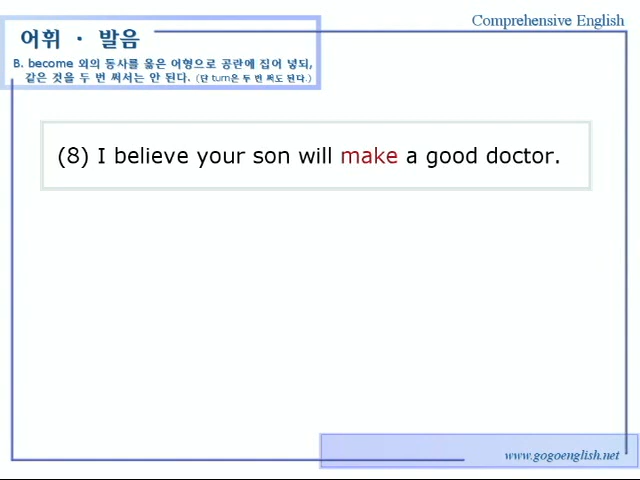 Comprehensive English
어휘 · 발음
B. become 외의 동사를 옳은 어형으로 공란에 집어 넣되,
같은 것을 두 번 써서는 안 된다. (단 turn은 두 번 써도 된다.)
(8) I believe your son will make a good doctor.
www.gogoenglish.net